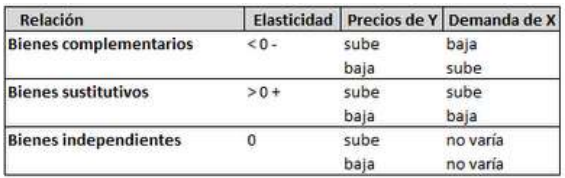 Relación Elasticidad Precios de Y Demanda de X
Bienes complementarios < 0 - sube baja
baja sube
Bienes sustitutivos > 0 + sube sube
baja baja
Bienes independientes 0 sube no varía
baja no varía